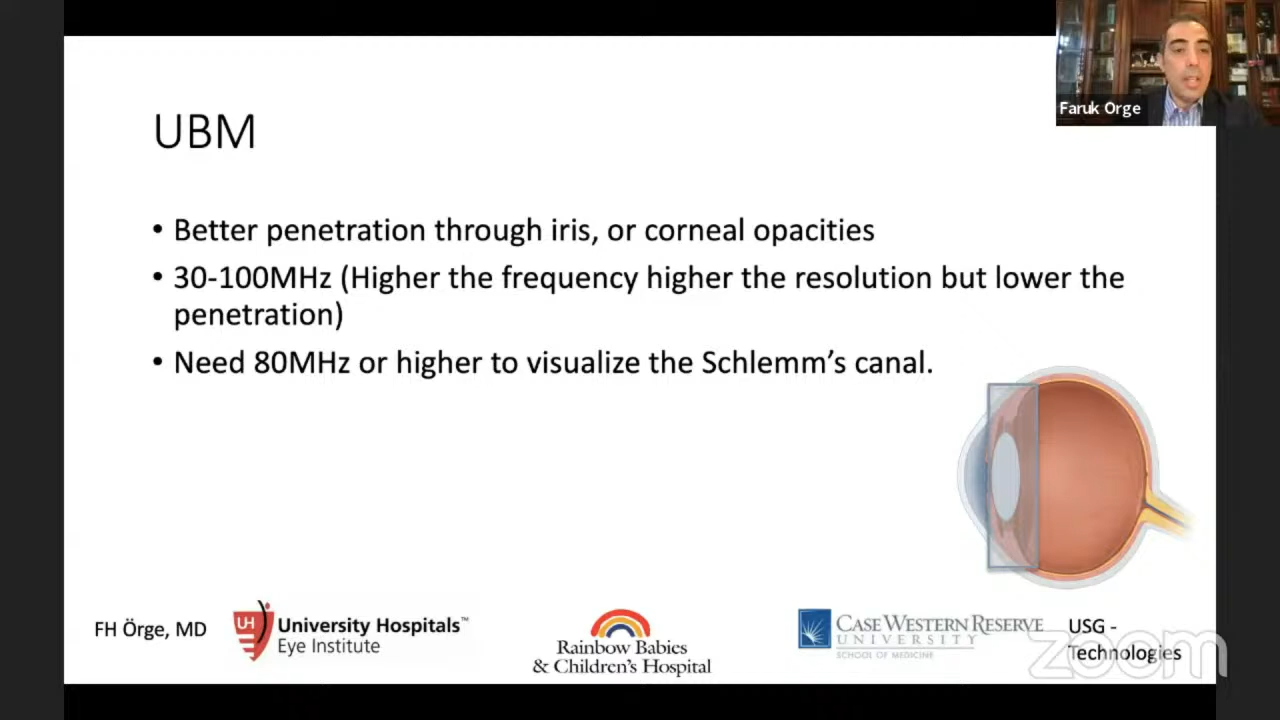 Faruk Orge
UBM
• Better penetration through iris, or corneal opacities
• 30-100MHz (Higher the frequency higher the resolution but lower the
penetration)
• Need 80MHz or higher to visualize the Schlemm's canal.
FH Örge, MD
UH
University Hospitals™
Eye Institute
Rainbow Babies
& Children's Hospital
CASE WESTERN RESERVE
UNIVERSITY
SCHOOL OF MEDICINE
USG -
Technologies
zoom